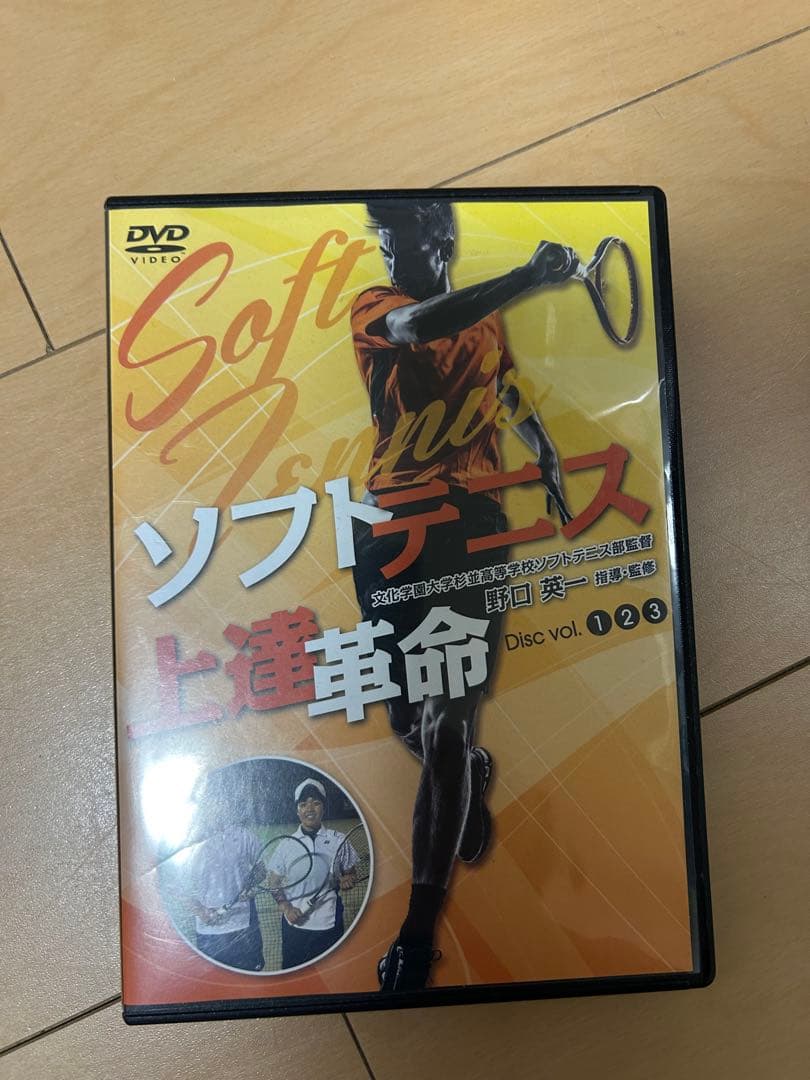 DVD
VIDEO™
Soft
Tennis
ソフトテニス
文化学園大学杉並高等学校ソフトテニス部監督
野口 英一 指導・監修
上達革命
Disc vol. 1 2 3